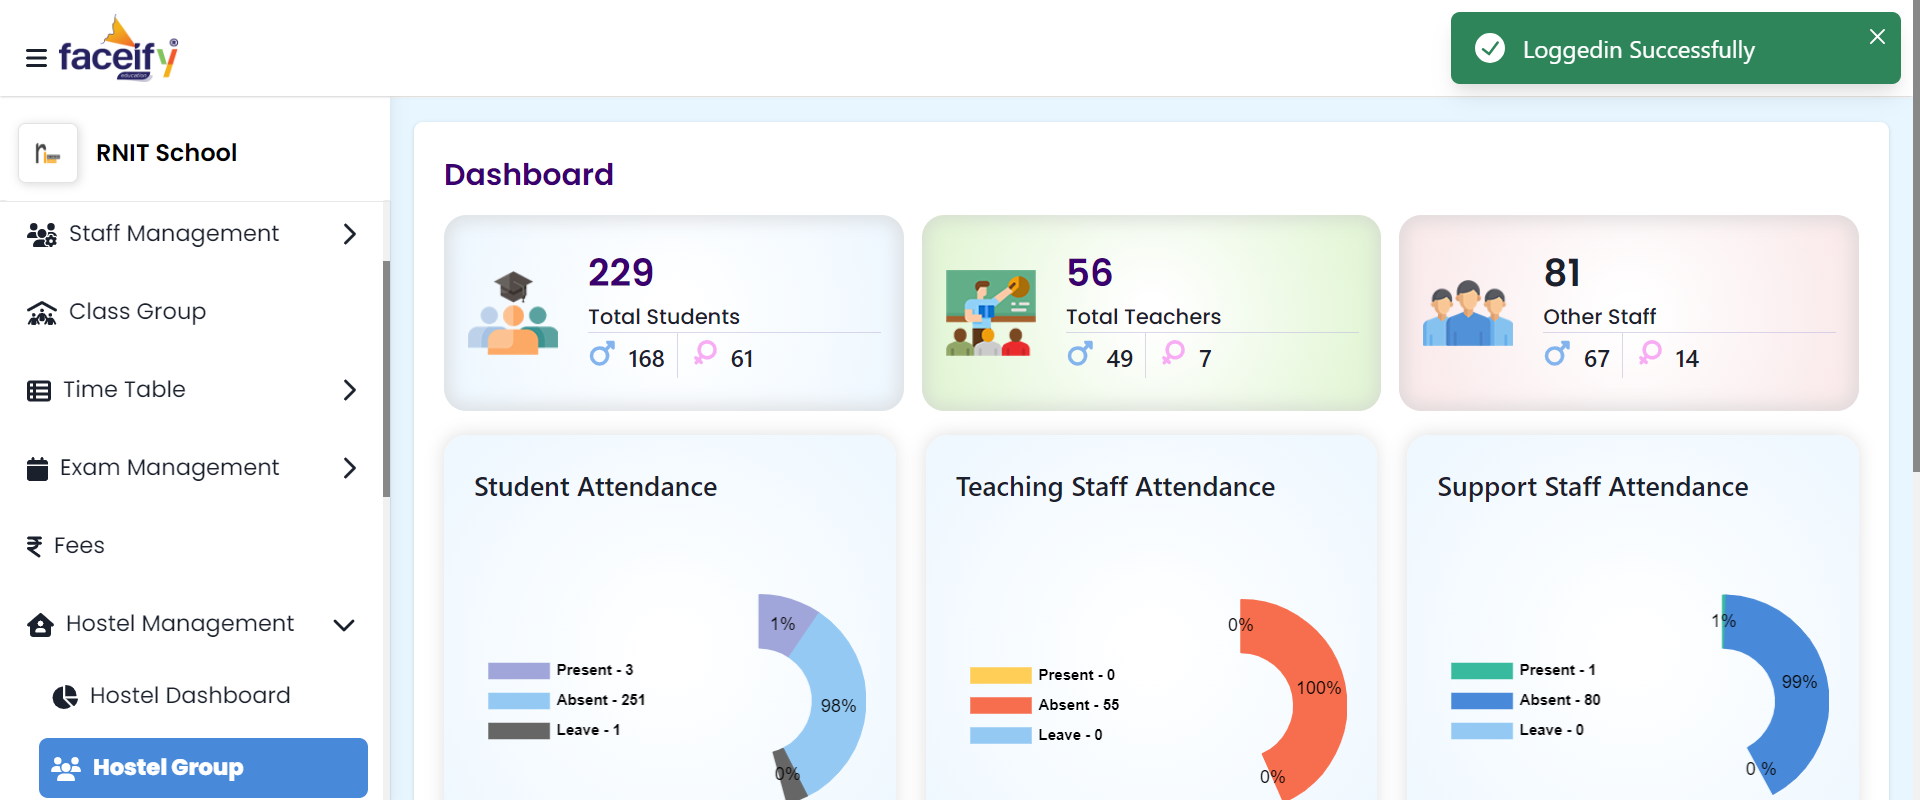 faceify
education
Loggedin Successfully
RNIT School
Staff Management
Class Group
Time Table
Exam Management
Fees
Hostel Management
Hostel Dashboard
Hostel Group
Dashboard
229
Total Students
168 61
56
Total Teachers
49 7
81
Other Staff
67 14
Student Attendance
Present - 3
Absent - 251
Leave - 1
1%
98%
0%
Teaching Staff Attendance
Present - 0
Absent - 55
Leave - 0
0%
100%
0%
Support Staff Attendance
Present - 1
Absent - 80
Leave - 0
1%
99%
0 %